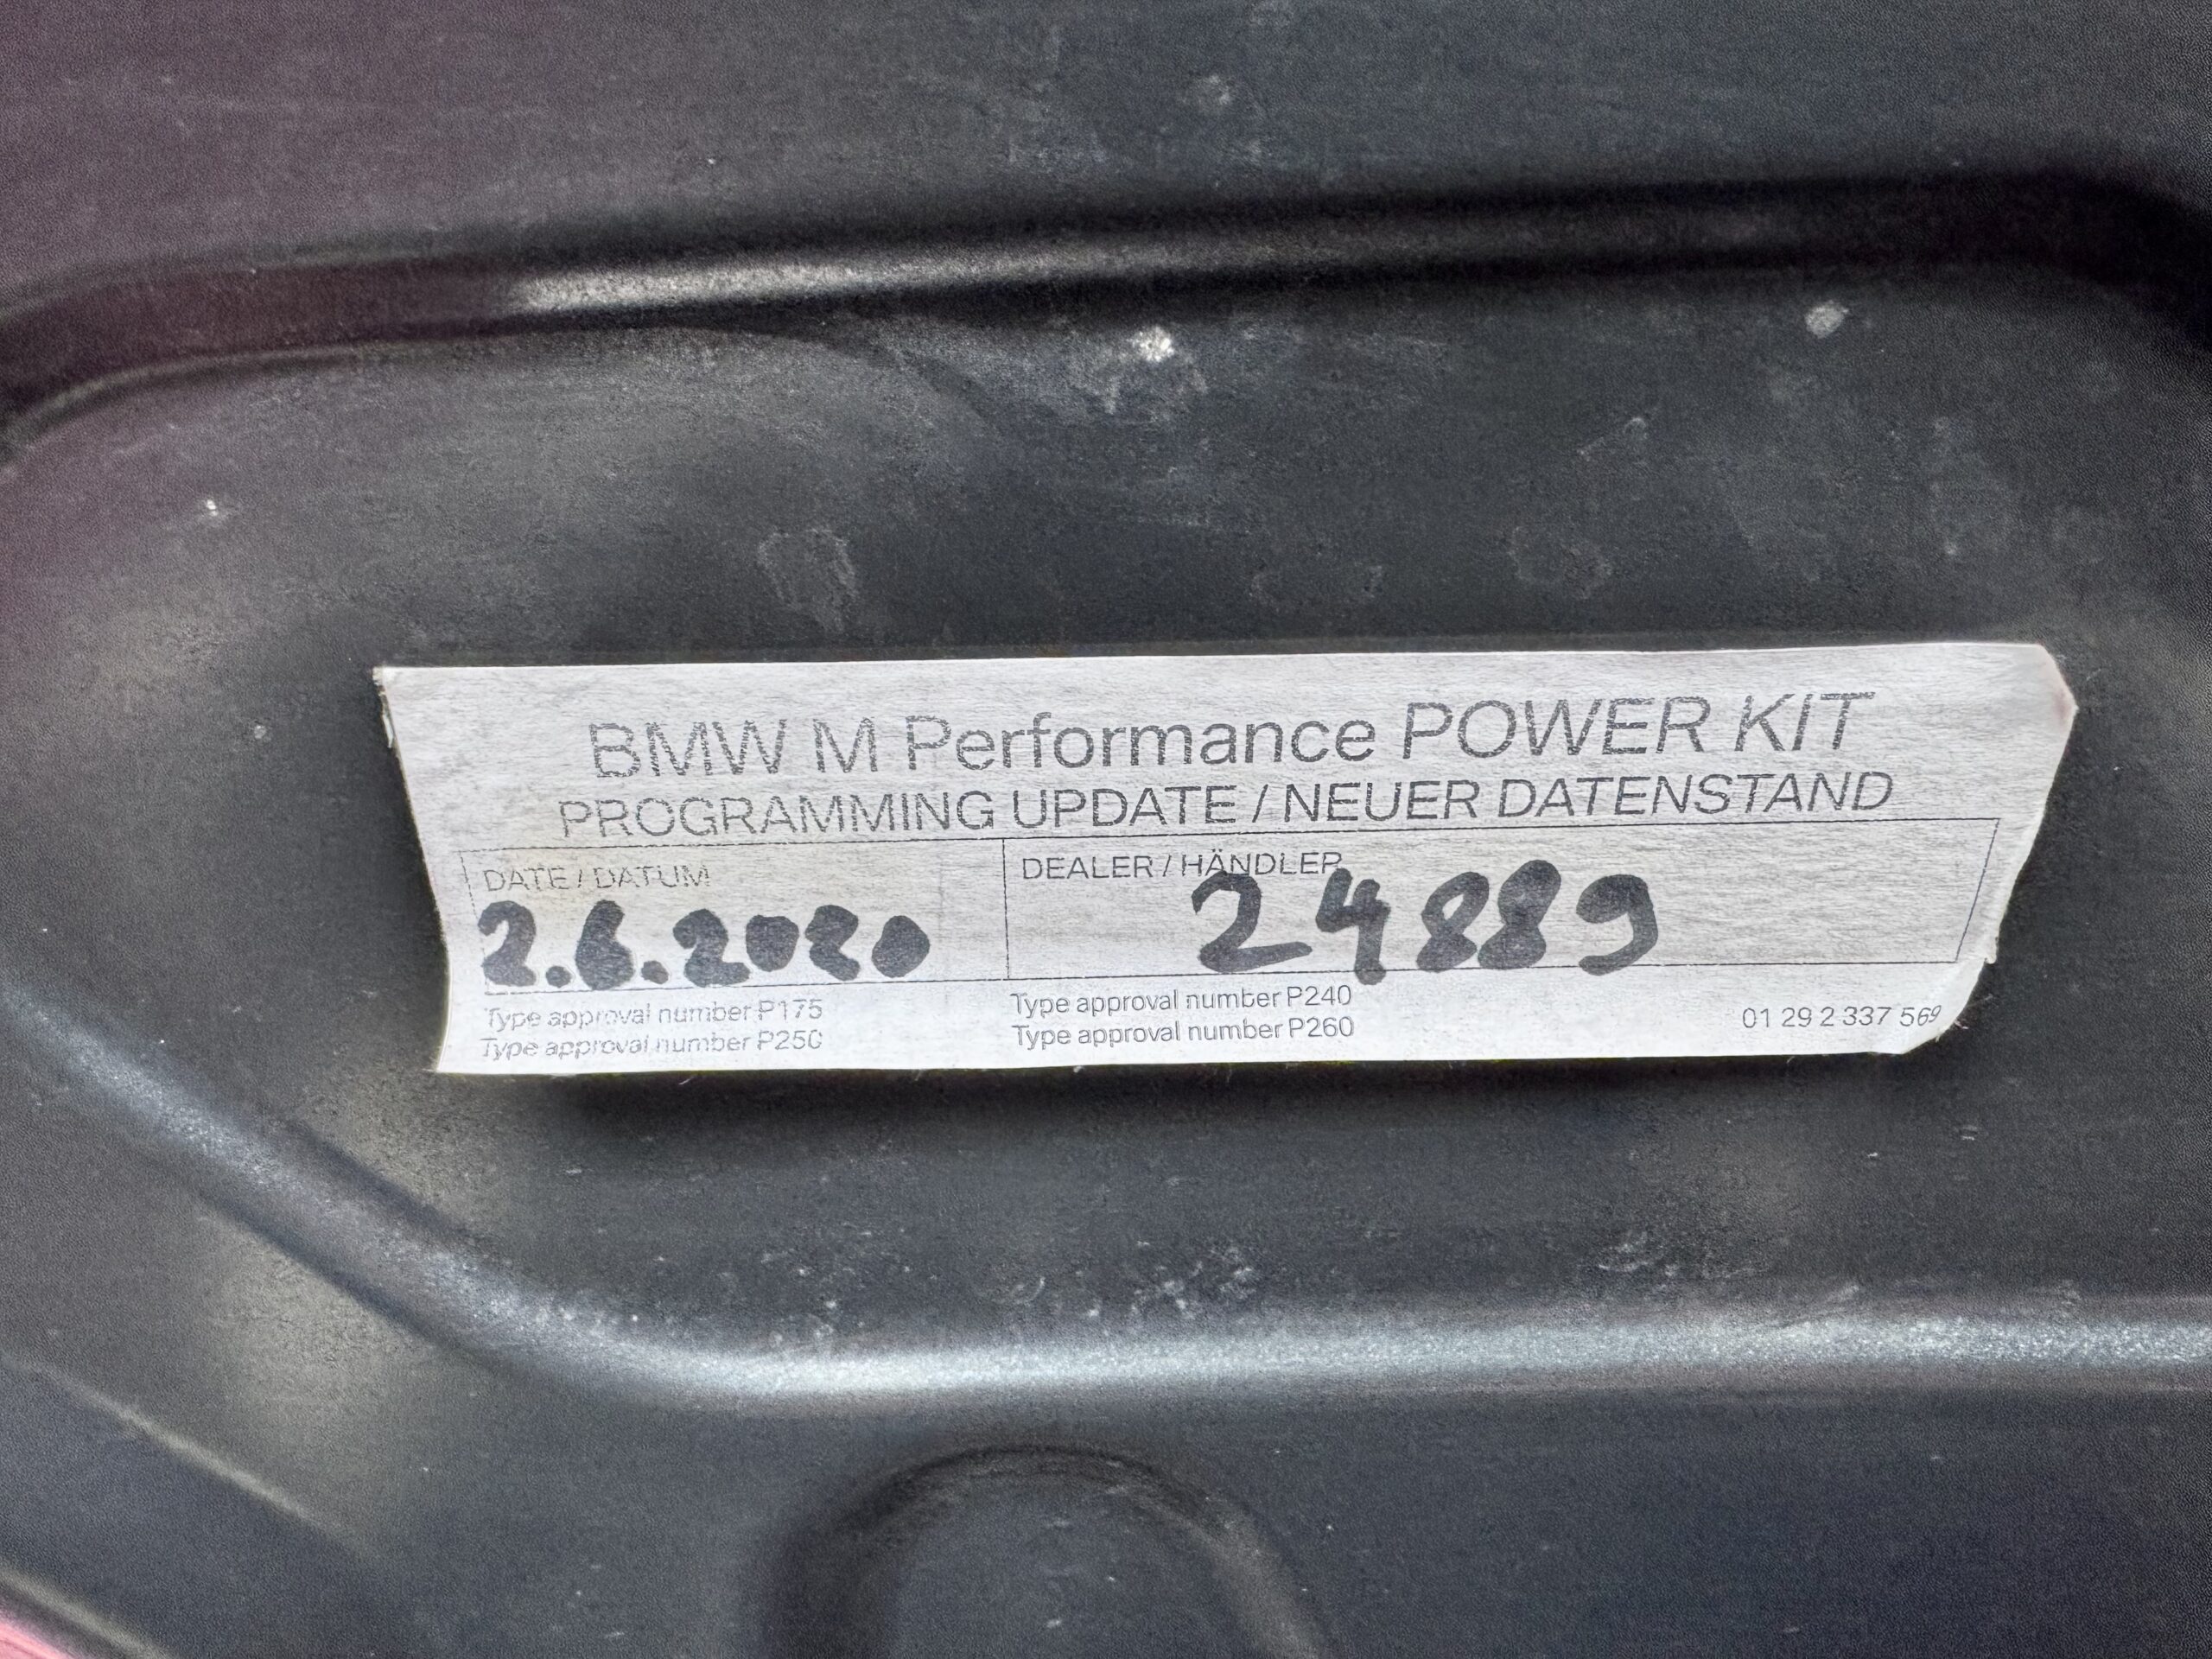 BMW M Performance POWER KIT
PROGRAMMING UPDATE / NEUER DATENSTAND
DATE / DATUM
2.6.2020
DEALER / HÄNDLER
24889
Type approval number P175
Type approval number P250
Type approval number P240
Type approval number P260
01 29 2 337 569